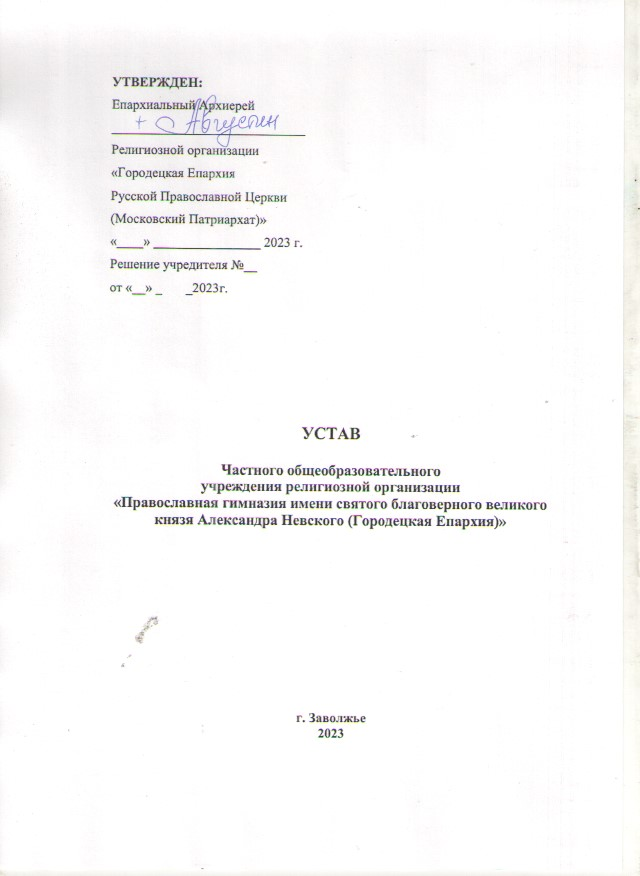 УТВЕРЖДЕН:
Епархиальный Архиерей
+ Августин
Религиозной организации
«Городецкая Епархия
Русской Православной Церкви
(Московский Патриархат)»
«____» ________________ 2023 г.
Решение учредителя №__
от «__» _ _2023г.
УСТАВ
Частного общеобразовательного
учреждения религиозной организации
«Православная гимназия имени святого благоверного великого
князя Александра Невского (Городецкая Епархия)»
г. Заволжье
2023